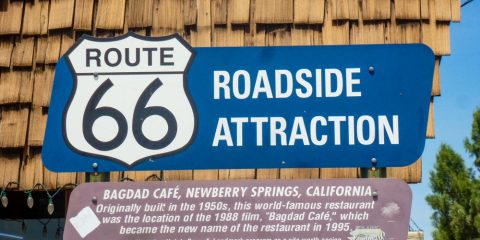 ROUTE
66
ROADSIDE
ATTRACTION
BAGDAD CAFÉ, NEWBERRY SPRINGS, CALIFORNIA
Originally built in the 1950s, this world-famous restaurant
was the location of the 1988 film, "Bagdad Cafe," which
became the new name of the restaurant in 1995.